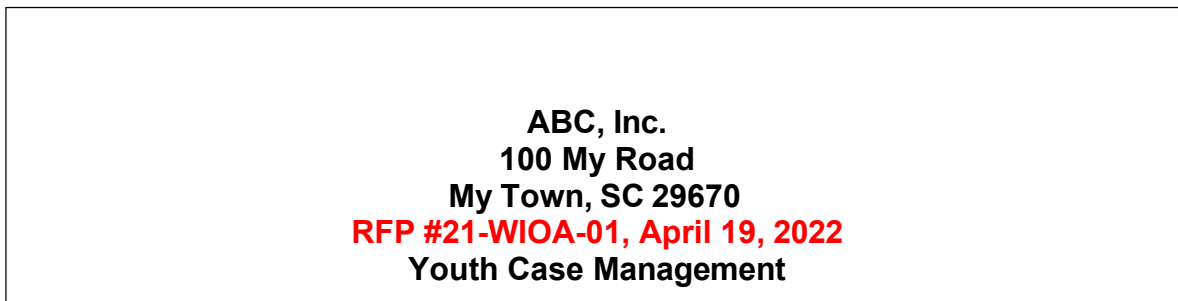 ABC, Inc.
100 My Road
My Town, SC 29670
RFP #21-WIOA-01, April 19, 2022
Youth Case Management